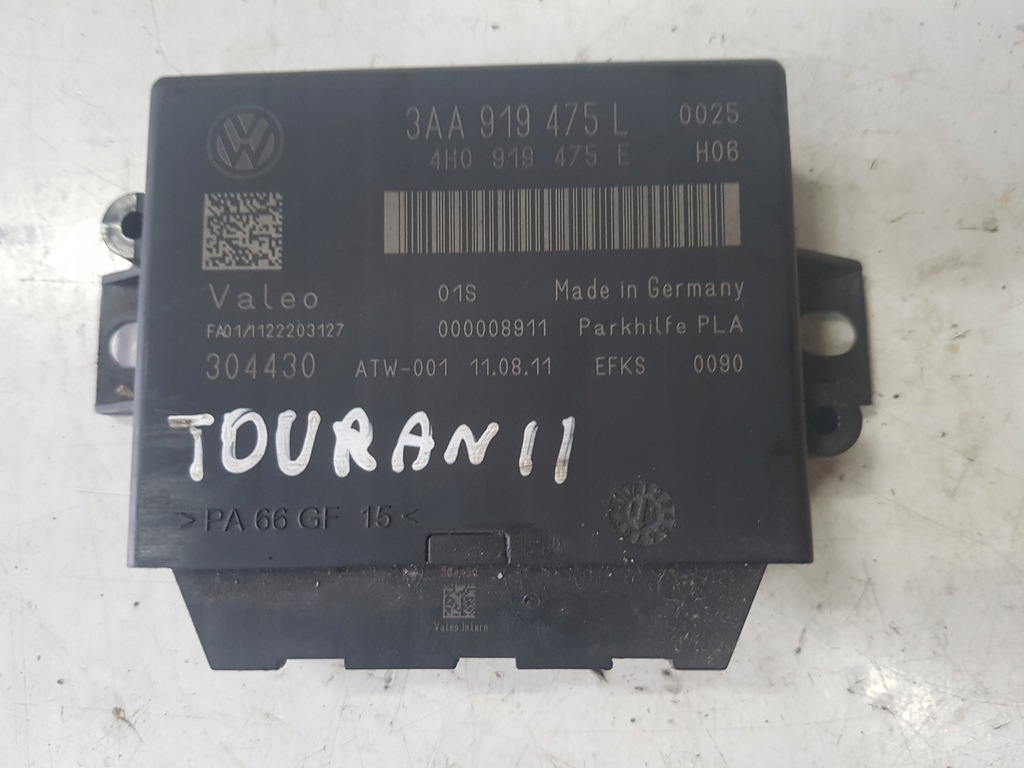 3AA 919 475 L 0025
4H0 919 475 E H06
Valeo 01S Made in Germany
FA01/1122203127 000008911 Parkhilfe PLA
304430 ATW-001 11.08.11 EFKS 0090
TOURAN II
>PA 66 GF 15<
Valeo Intern